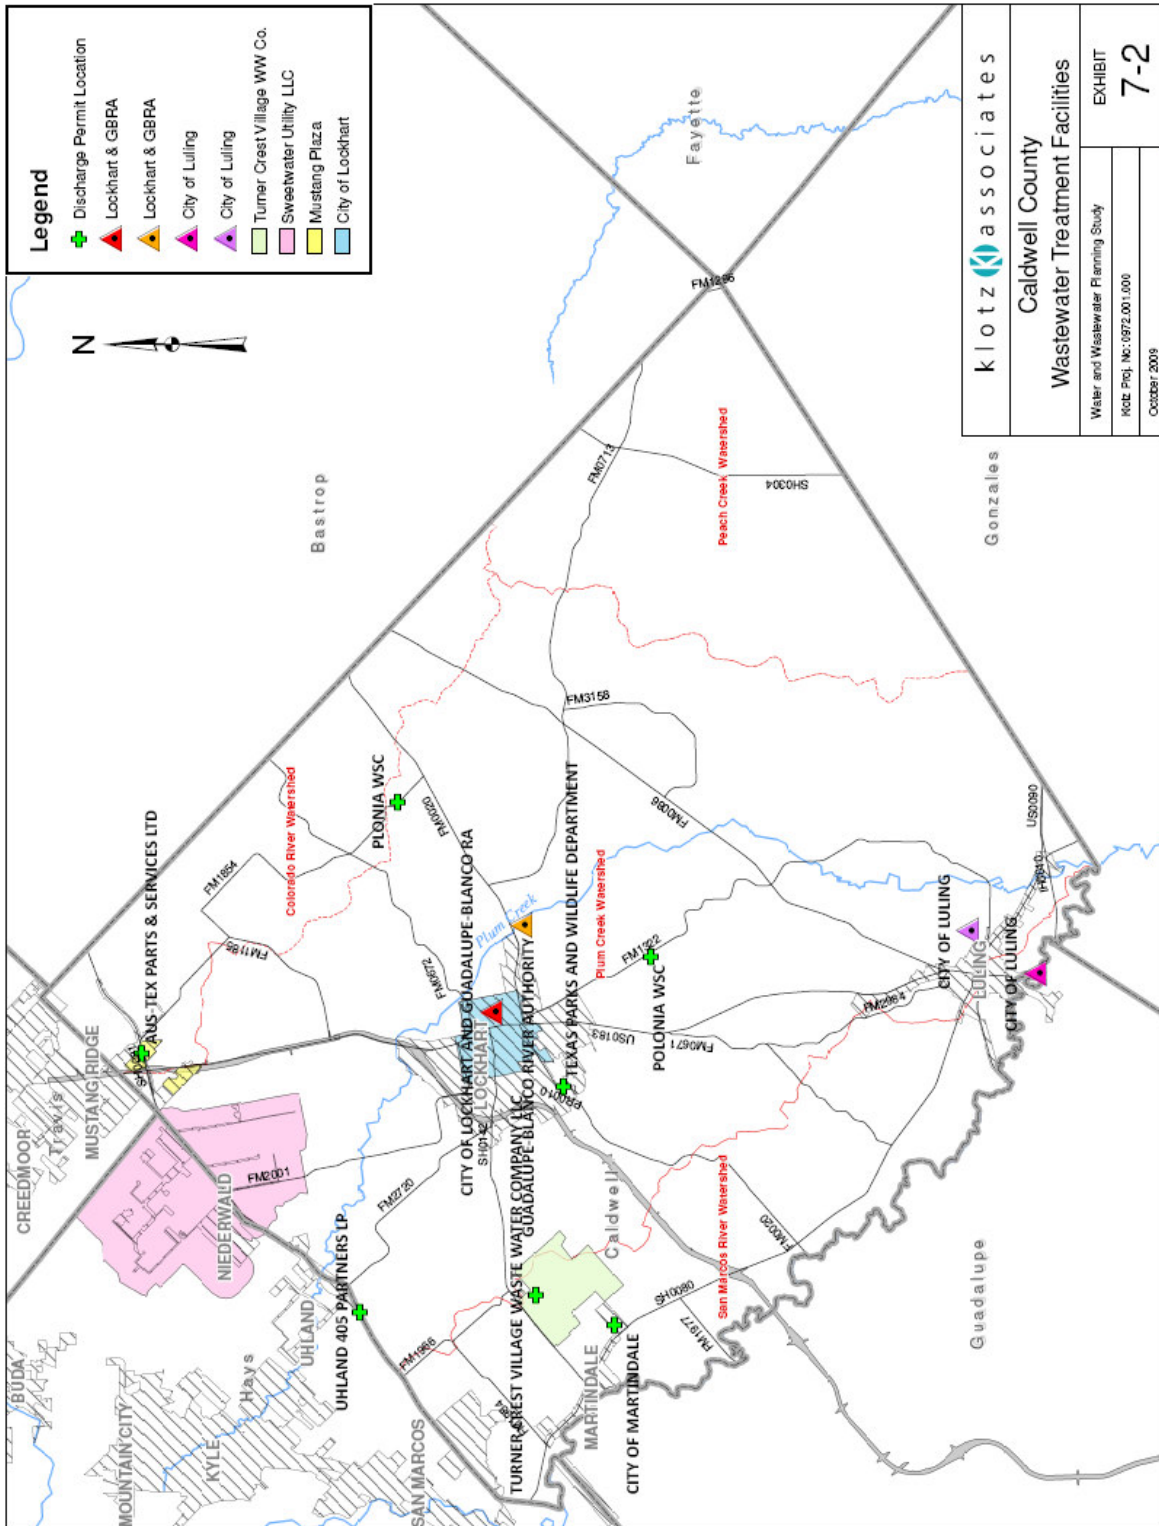 Legend
Discharge Permit Location
Lockhart & GBRA
Lockhart & GBRA
City of Luling
City of Luling
Turner Crest Village WW Co.
Sweetwater Utility LLC
Mustang Plaza
City of Lockhart
N
CREEDMOOR
Travis
MUSTANG RIDGE
AUS-TEX PARTS & SERVICES LTD
BUDA
MOUNTAIN CITY
KYLE
Hays
UHLAND
NIEDERWALD
UHLAND 405 PARTNERS LP
SAN MARCOS
FM2001
FM2720
FM1966
FM1185
FM1854
Colorado River Watershed
PLONIA WSC
FM0020
FM0672
Bastrop
Fayette
FM1296
Plum Creek
CITY OF LOCKHART AND GUADALUPE-BLANCO RA
LOCKHART
SH0142
GUADALUPE-BLANCO RIVER AUTHORITY
TURNER CREST VILLAGE WASTE WATER COMPANY LLC
TEXAS PARKS AND WILDLIFE DEPARTMENT
PR0010
US0183
FM0671
Plum Creek Watershed
FM1322
POLONIA WSC
FM3158
FM0086
FM0713
SH0304
Peach Creek Watershed
Caldwell
MARTINDALE
CITY OF MARTINDALE
SH0080
FM1977
FM0020
San Marcos River Watershed
Guadalupe
FM2984
CITY OF LULING
LULING
CITY OF LULING
IH0010
US0090
Gonzales
klotz associates
Caldwell County
Wastewater Treatment Facilities
Water and Wastewater Planning Study
Klotz Proj. No: 0972.001.000
October 2009
EXHIBIT
7-2